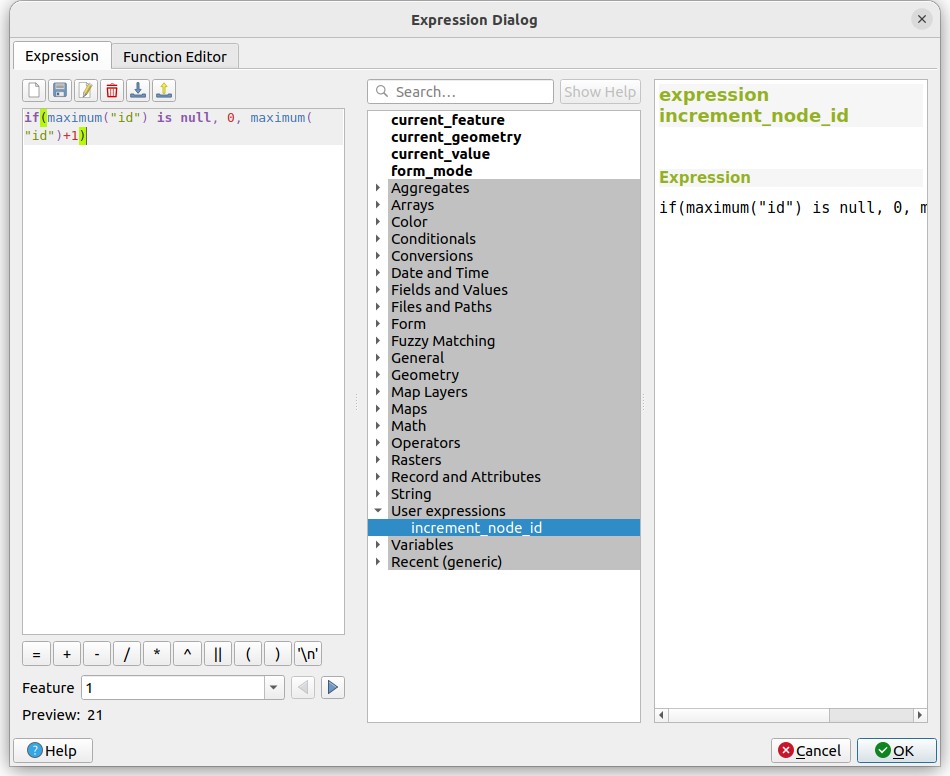 Expression Dialog
Expression
Function Editor
if(maximum("id") is null, 0, maximum(
"id")+1)
Search…
Show Help
current_feature
current_geometry
current_value
form_mode
Aggregates
Arrays
Color
Conditionals
Conversions
Date and Time
Fields and Values
Files and Paths
Form
Fuzzy Matching
General
Geometry
Map Layers
Maps
Math
Operators
Rasters
Record and Attributes
String
User expressions
increment_node_id
Variables
Recent (generic)
expression
increment_node_id
Expression
if(maximum("id") is null, 0, m
= + - / * ^ || ( ) '\n'
Feature 1
Preview: 21
Help
Cancel
OK